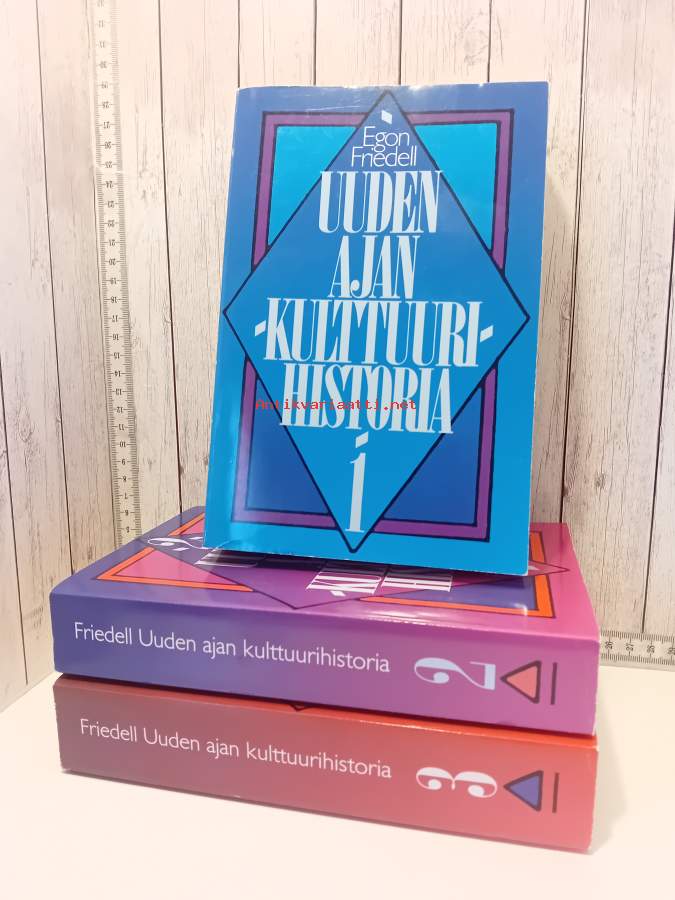 Egon
Friedell
UUDEN
AJAN
-KULTTUURI-
HISTORIA
-1
Antikvariaatti.net
Friedell Uuden ajan kulttuurihistoria 2
Friedell Uuden ajan kulttuurihistoria 3